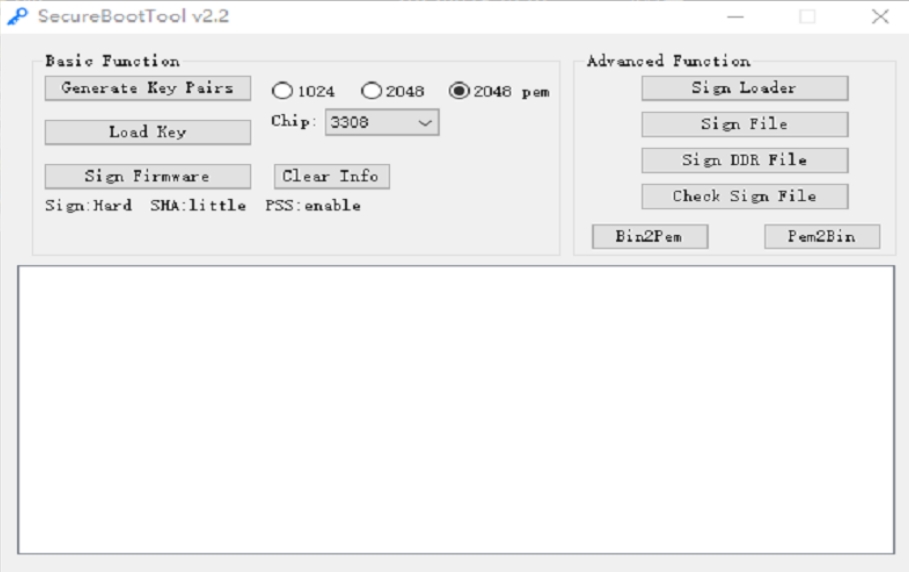 SecureBootTool v2.2
Basic Function
Generate Key Pairs 1024 2048 2048 pem
Load Key Chip: 3308
Sign Firmware Clear Info
Sign:Hard SHA:little PSS:enable
Advanced Function
Sign Loader
Sign File
Sign DDR File
Check Sign File
Bin2Pem Pem2Bin